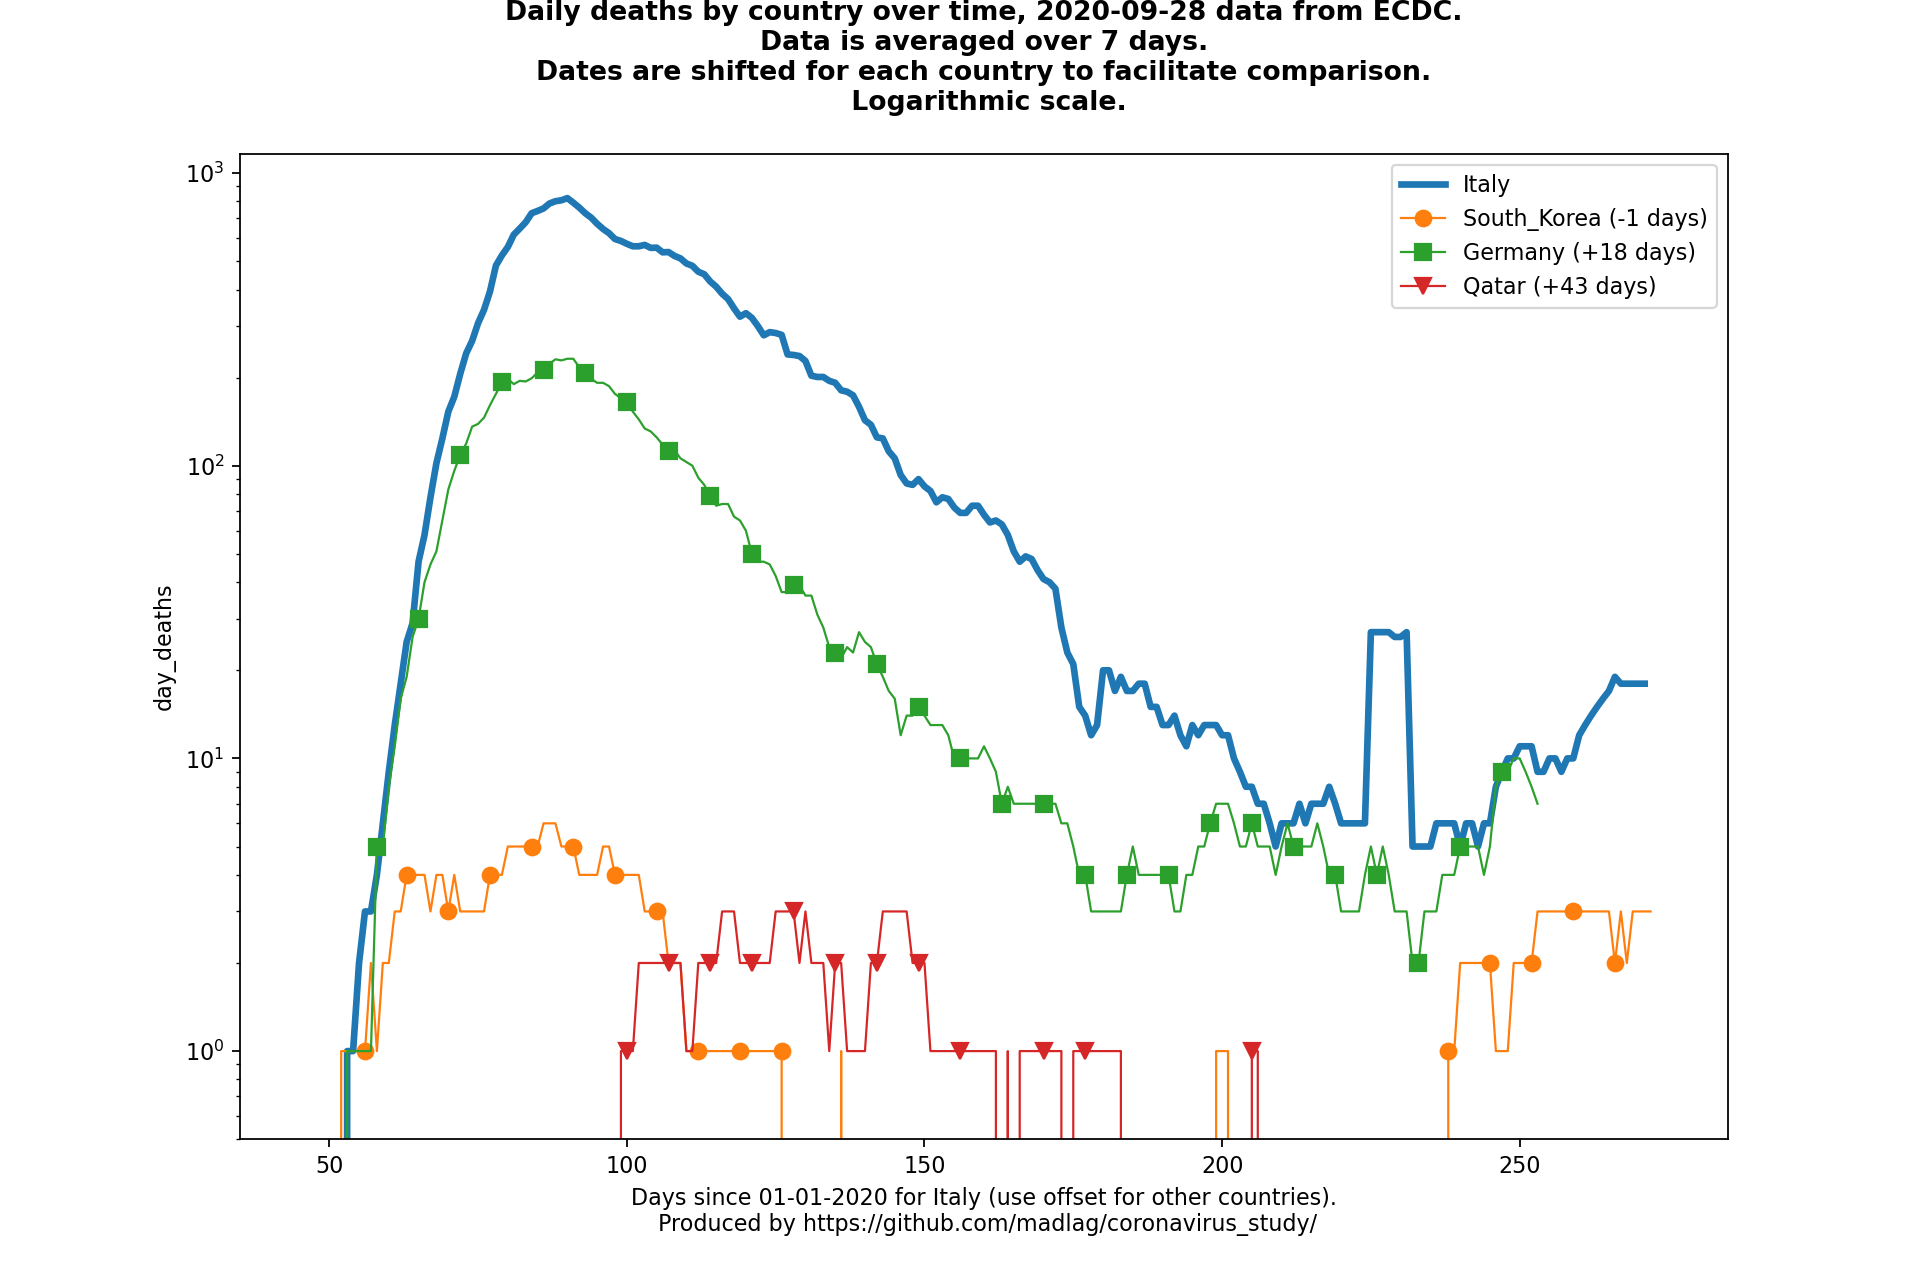 Daily deaths by country over time, 2020-09-28 data from ECDC.
Data is averaged over 7 days.
Dates are shifted for each country to facilitate comparison.
Logarithmic scale.
10³
10²
10¹
10⁰
day_deaths
Italy
South_Korea (-1 days)
Germany (+18 days)
Qatar (+43 days)
50
100
150
200
250
Days since 01-01-2020 for Italy (use offset for other countries).
Produced by https://github.com/madlag/coronavirus_study/